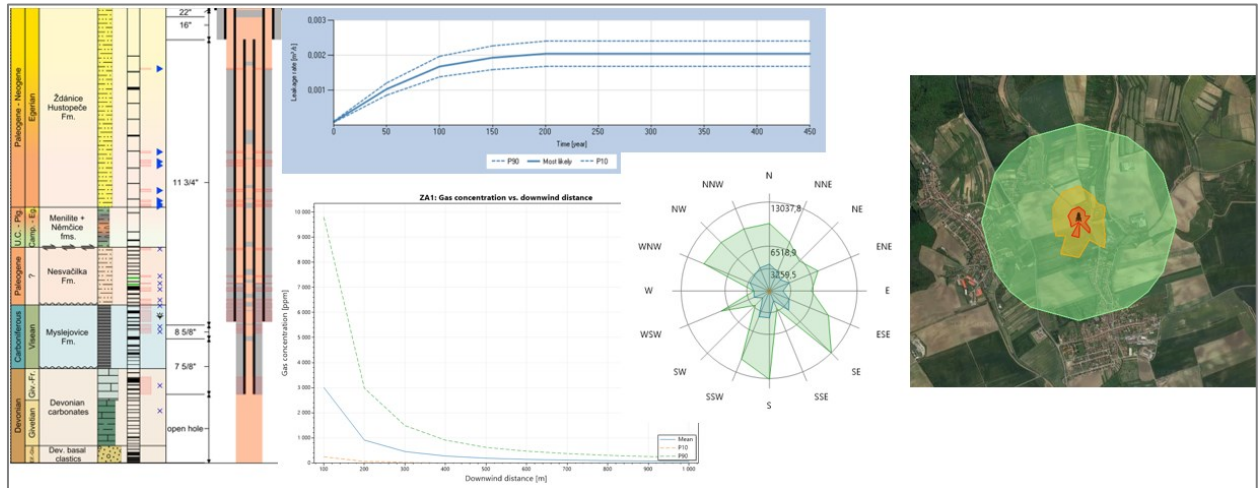 22"
16"
Paleogene - Neogene
Egerian
Ždánice
Hustopeče
Fm.
11 3/4"
U.C. - Plg.
Camp. - Eg.
Menilite +
Němčice
fms.
Paleogene
?
Nesvačilka
Fm.
Carboniferous
Visean
Myslejovice
Fm.
8 5/8"
7 5/8"
Devonian
Giv.-Fr.
Givetian
Devonian
carbonates
open hole
Dev. basal
clastics
0,003
0,002
0,001
Leakage rate [m³/h]
0
50
100
150
200
250
300
350
400
450
Time [year]
P90
Most likely
P10
ZA1: Gas concentration vs. downwind distance
Gas concentration [ppm]
10 000
9 000
8 000
7 000
6 000
5 000
4 000
3 000
2 000
1 000
0
100
200
300
400
500
600
700
800
900
1 000
Downwind distance [m]
Mean
P10
P90
N
NNE
NE
ENE
E
ESE
SE
SSE
S
SSW
SW
WSW
W
WNW
NW
NNW
13037,8
6518,9
3259,5